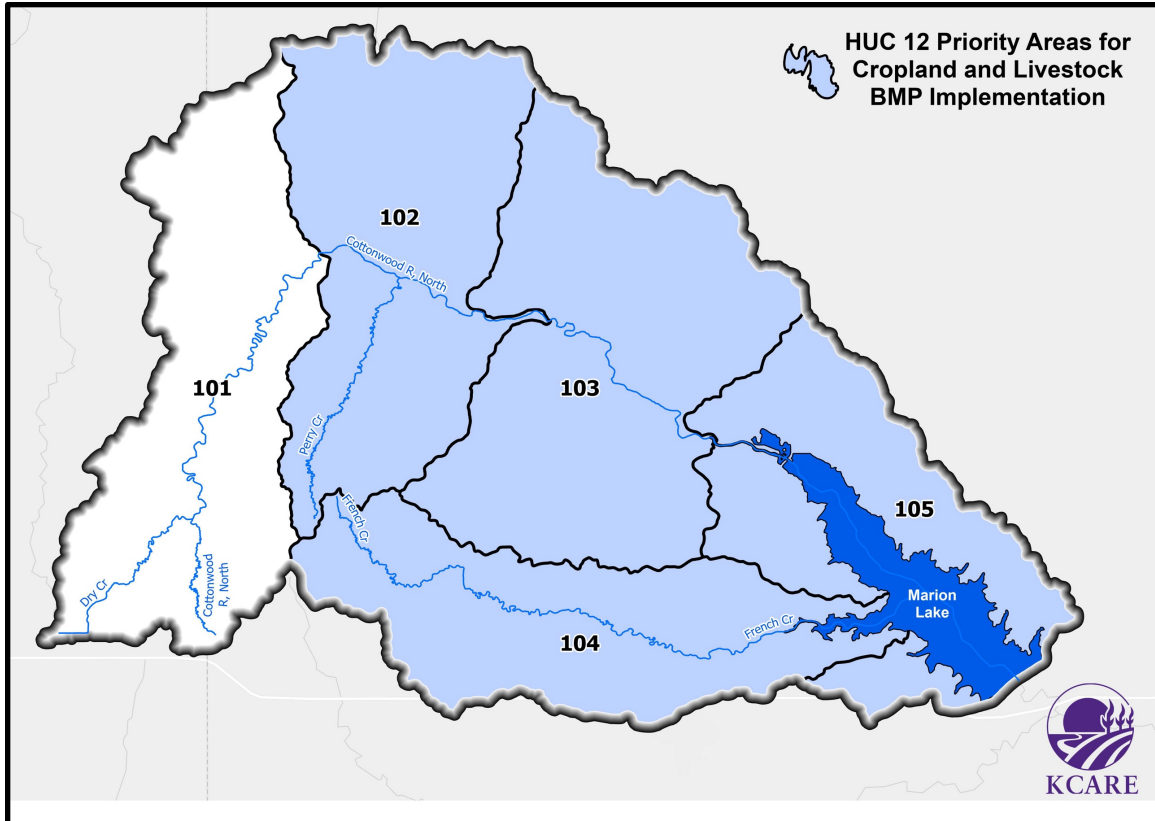 HUC 12 Priority Areas for
Cropland and Livestock
BMP Implementation
102
Cottonwood R, North
101
103
Perry Cr
French Cr
105
Dry Cr
Cottonwood
R, North
Marion
Lake
French Cr
104
KCARE